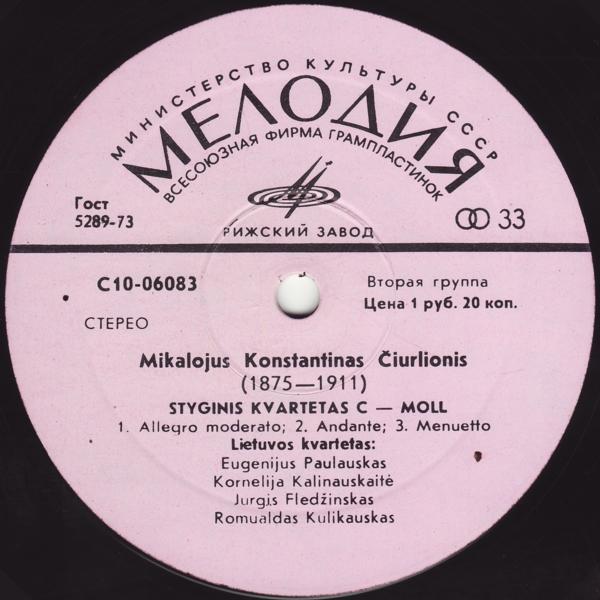 МИНИСТЕРСТВО КУЛЬТУРЫ СССР
МЕЛОДИЯ
ВСЕСОЮЗНАЯ ФИРМА ГРАМПЛАСТИНОК
Гост
5289-73
33
РИЖСКИЙ ЗАВОД
С10-06083
Вторая группа
Цена 1 руб. 20 коп.
СТЕРЕО
Mikalojus Konstantinas Čiurlionis
(1875—1911)
STYGINIS KVARTETAS C — MOLL
1. Allegro moderato; 2. Andante; 3. Menuetto
Lietuvos kvartetas:
Eugenijus Paulauskas
Kornelija Kalinauskaitė
Jurgis Fledžinskas
Romualdas Kulikauskas